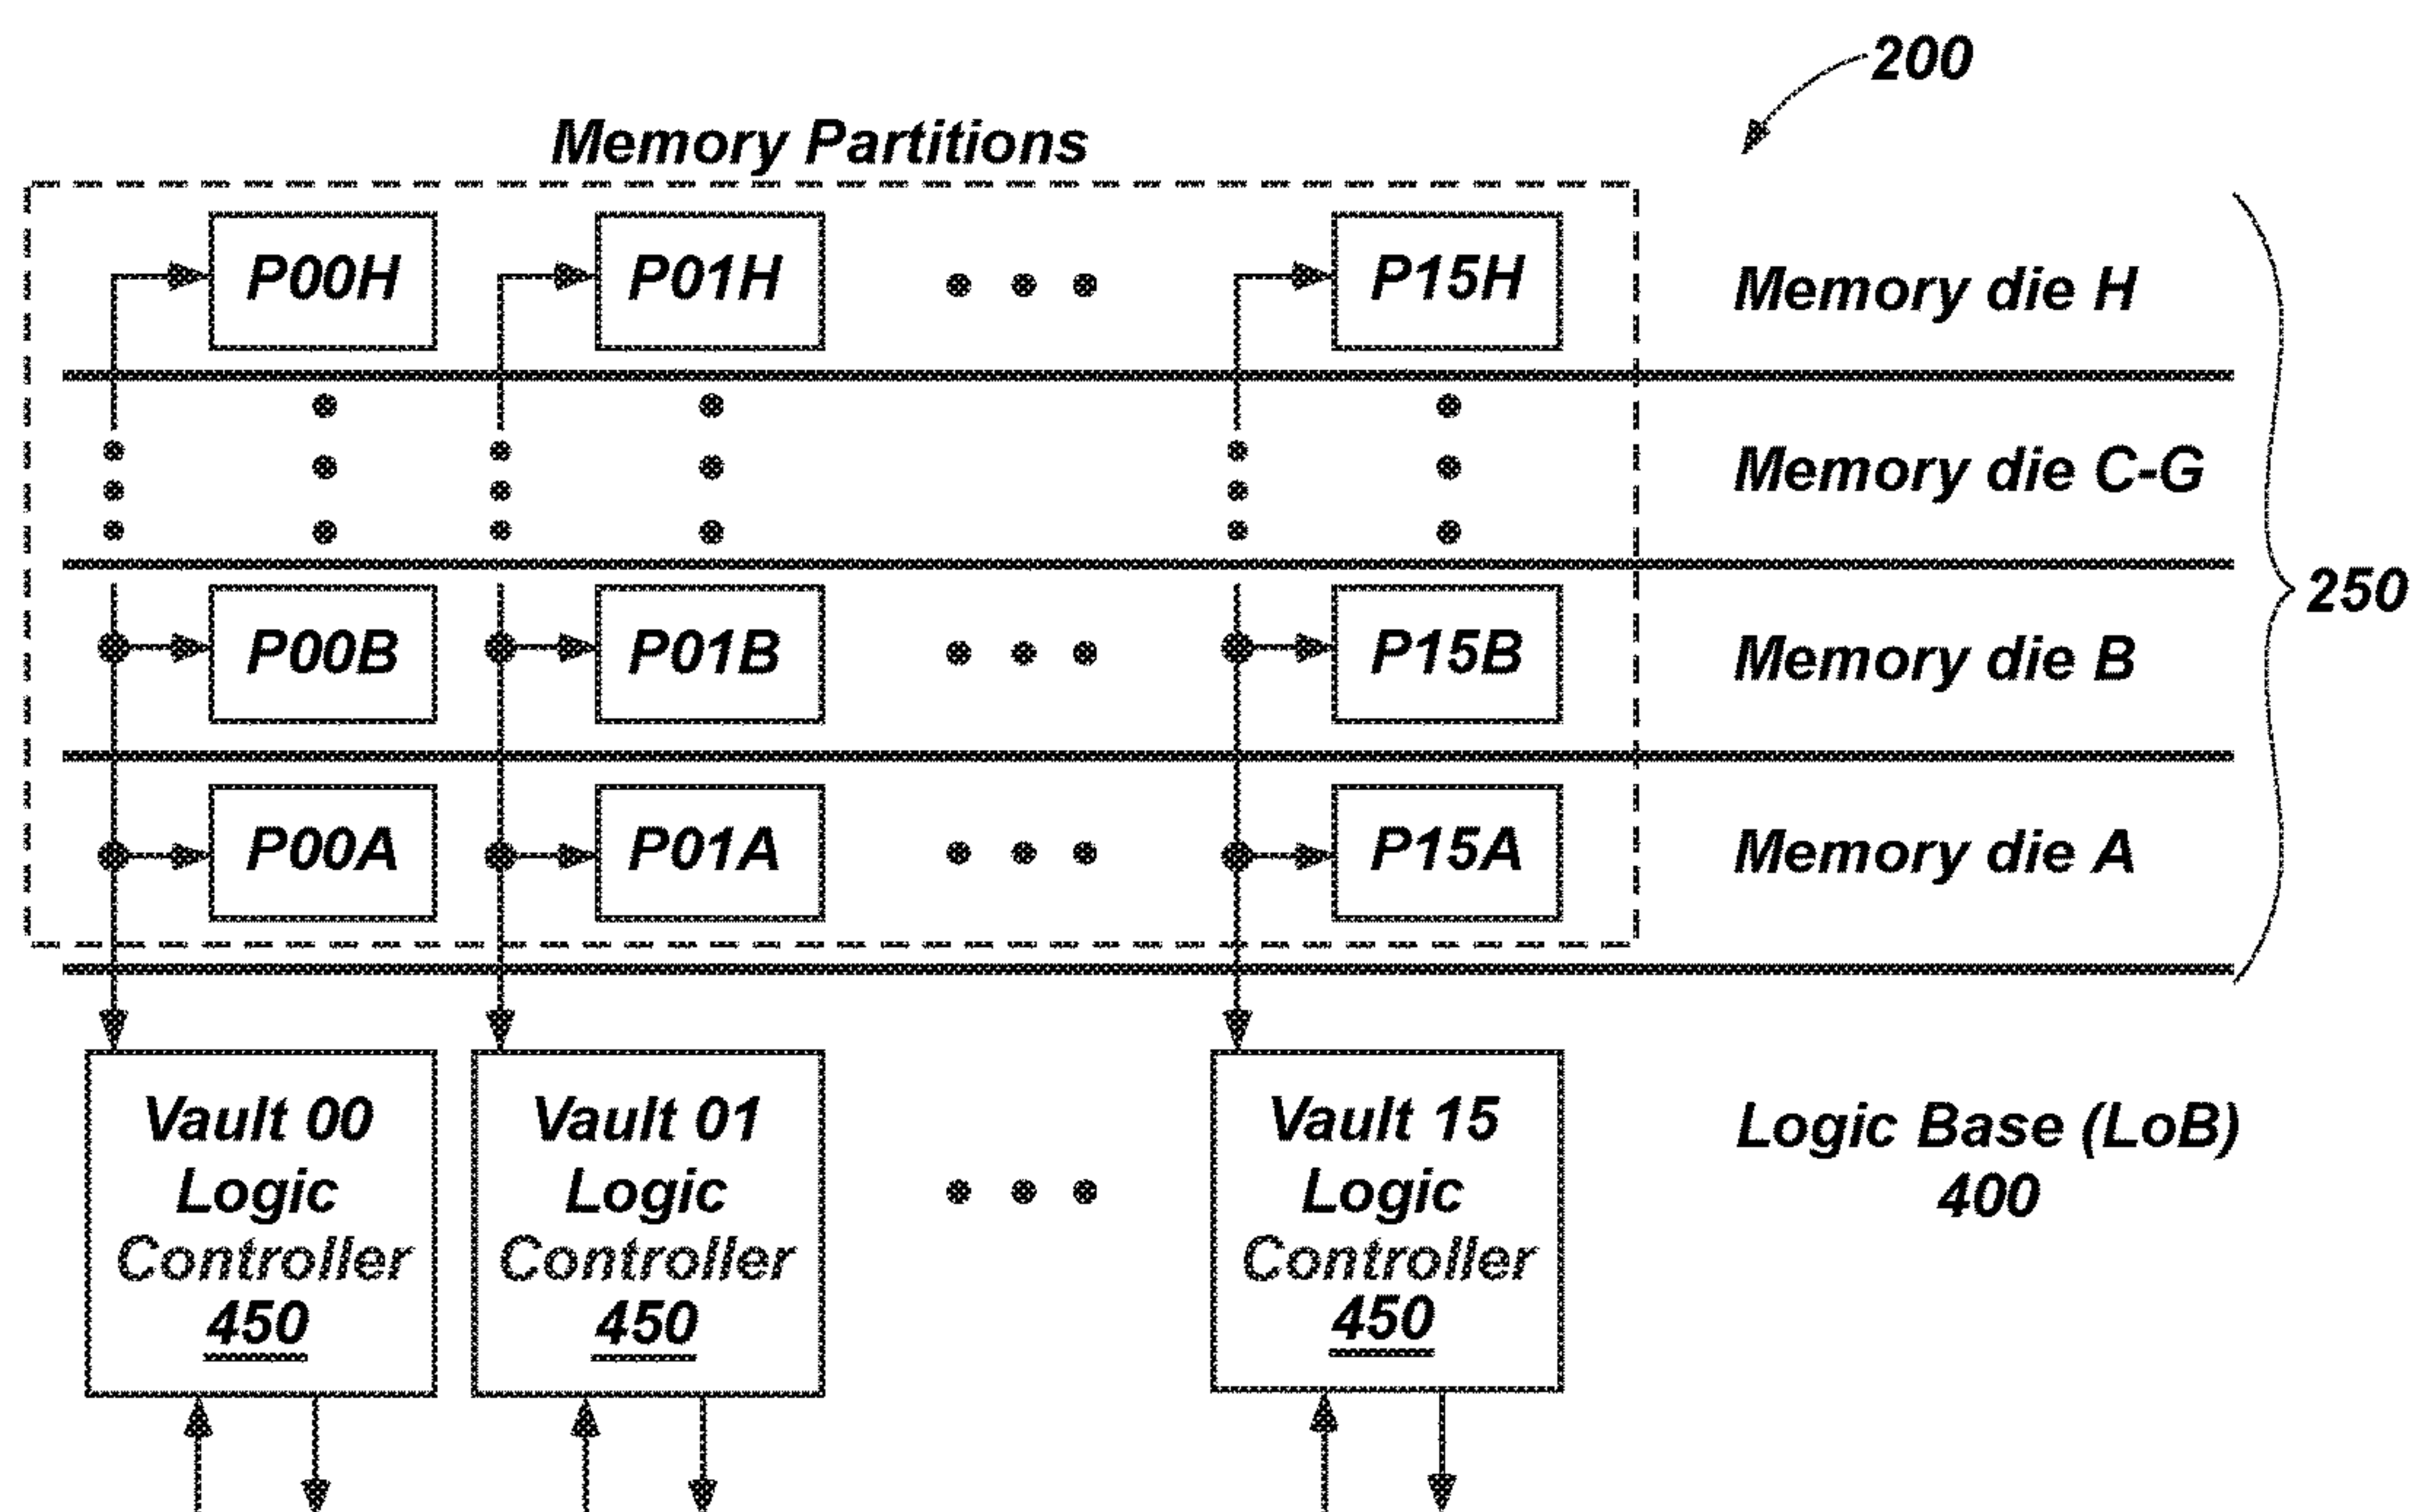 200
Memory Partitions
P00H P01H P15H Memory die H
Memory die C-G
250
P00B P01B P15B Memory die B
P00A P01A P15A Memory die A
Vault 00 Vault 01 Vault 15 Logic Base (LoB)
Logic Logic Logic 400
Controller Controller Controller
450 450 450